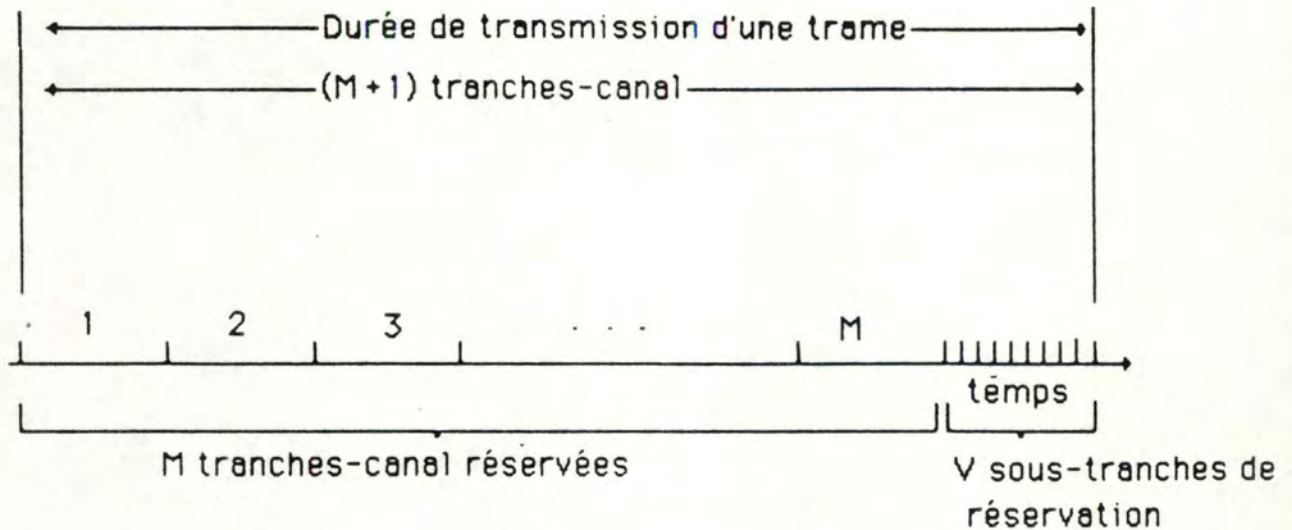 Durée de transmission d'une trame
(M+1) tranches-canal
1 2 3 . . . M
temps
M tranches-canal réservées
V sous-tranches de
réservation